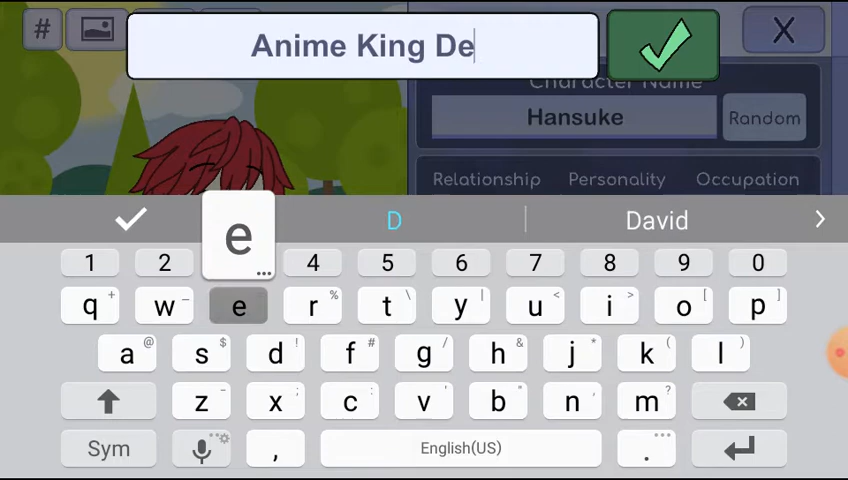 #
Anime King De
X
Character Name
Hansuke
Random
Relationship
Personality
Occupation
D
David
>
e
...
1 2 4 5 6 7 8 9 0
q + w _ e r % t \ y | u < i > o [ p ]
a @ s $ d ! f # g / h & j * k ( l )
z - x ; c : v ' b " n , m ?
Sym , English(US) .